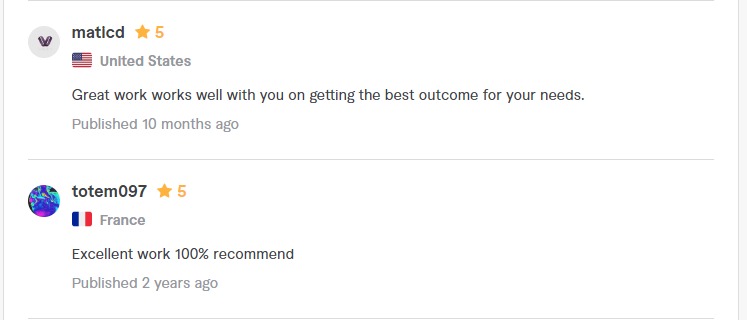 matlcd ★ 5
United States
Great work works well with you on getting the best outcome for your needs.
Published 10 months ago
totem097 ★ 5
France
Excellent work 100% recommend
Published 2 years ago